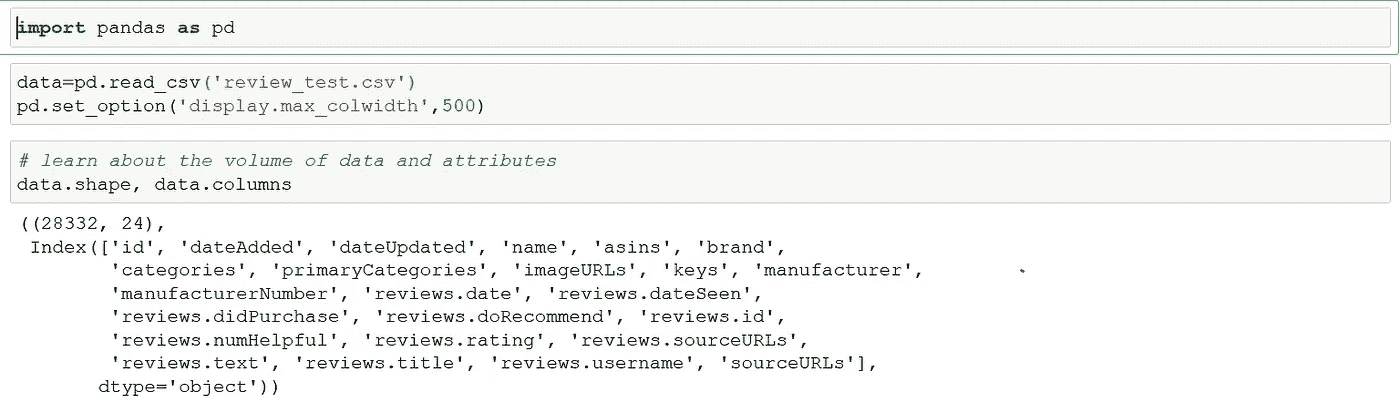 import pandas as pd
data=pd.read_csv('review_test.csv')
pd.set_option('display.max_colwidth',500)
# learn about the volume of data and attributes
data.shape, data.columns
((28332, 24),
Index(['id', 'dateAdded', 'dateUpdated', 'name', 'asins', 'brand',
'categories', 'primaryCategories', 'imageURLs', 'keys', 'manufacturer',
'manufacturerNumber', 'reviews.date', 'reviews.dateSeen',
'reviews.didPurchase', 'reviews.doRecommend', 'reviews.id',
'reviews.numHelpful', 'reviews.rating', 'reviews.sourceURLs',
'reviews.text', 'reviews.title', 'reviews.username', 'sourceURLs'],
dtype='object'))